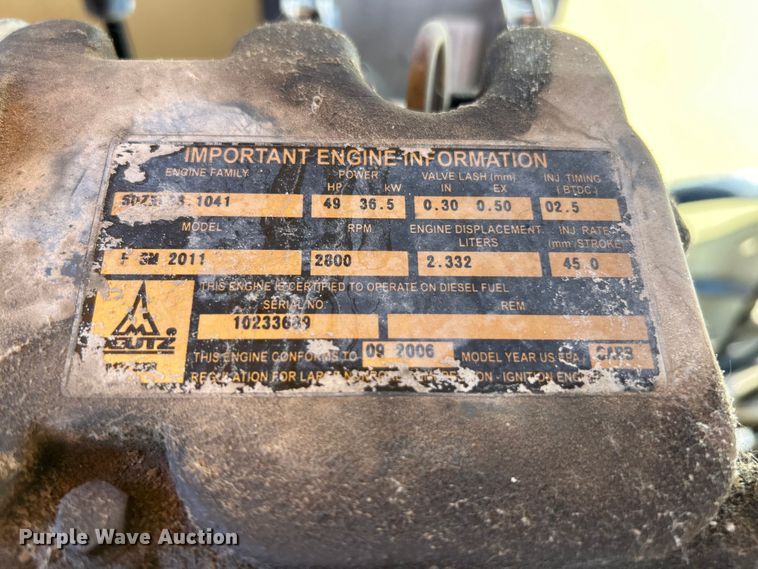 IMPORTANT ENGINE INFORMATION
ENGINE FAMILY POWER VALVE LASH (mm) INJ. TIMING
HP kW IN EX (BTDC)
1041 49 36.5 0.30 0.50 02.5
MODEL RPM ENGINE DISPLACEMENT INJ. RATE
LITERS (mm³/STROKE)
2011 2800 2.332 45.0
THIS ENGINE IS CERTIFIED TO OPERATE ON DIESEL FUEL
SERIAL NO. REM
10233639
DEUTZ
THIS ENGINE CONFORMS TO 09 2006 MODEL YEAR US EPA
REGULATION FOR IGNITION
Purple Wave Auction